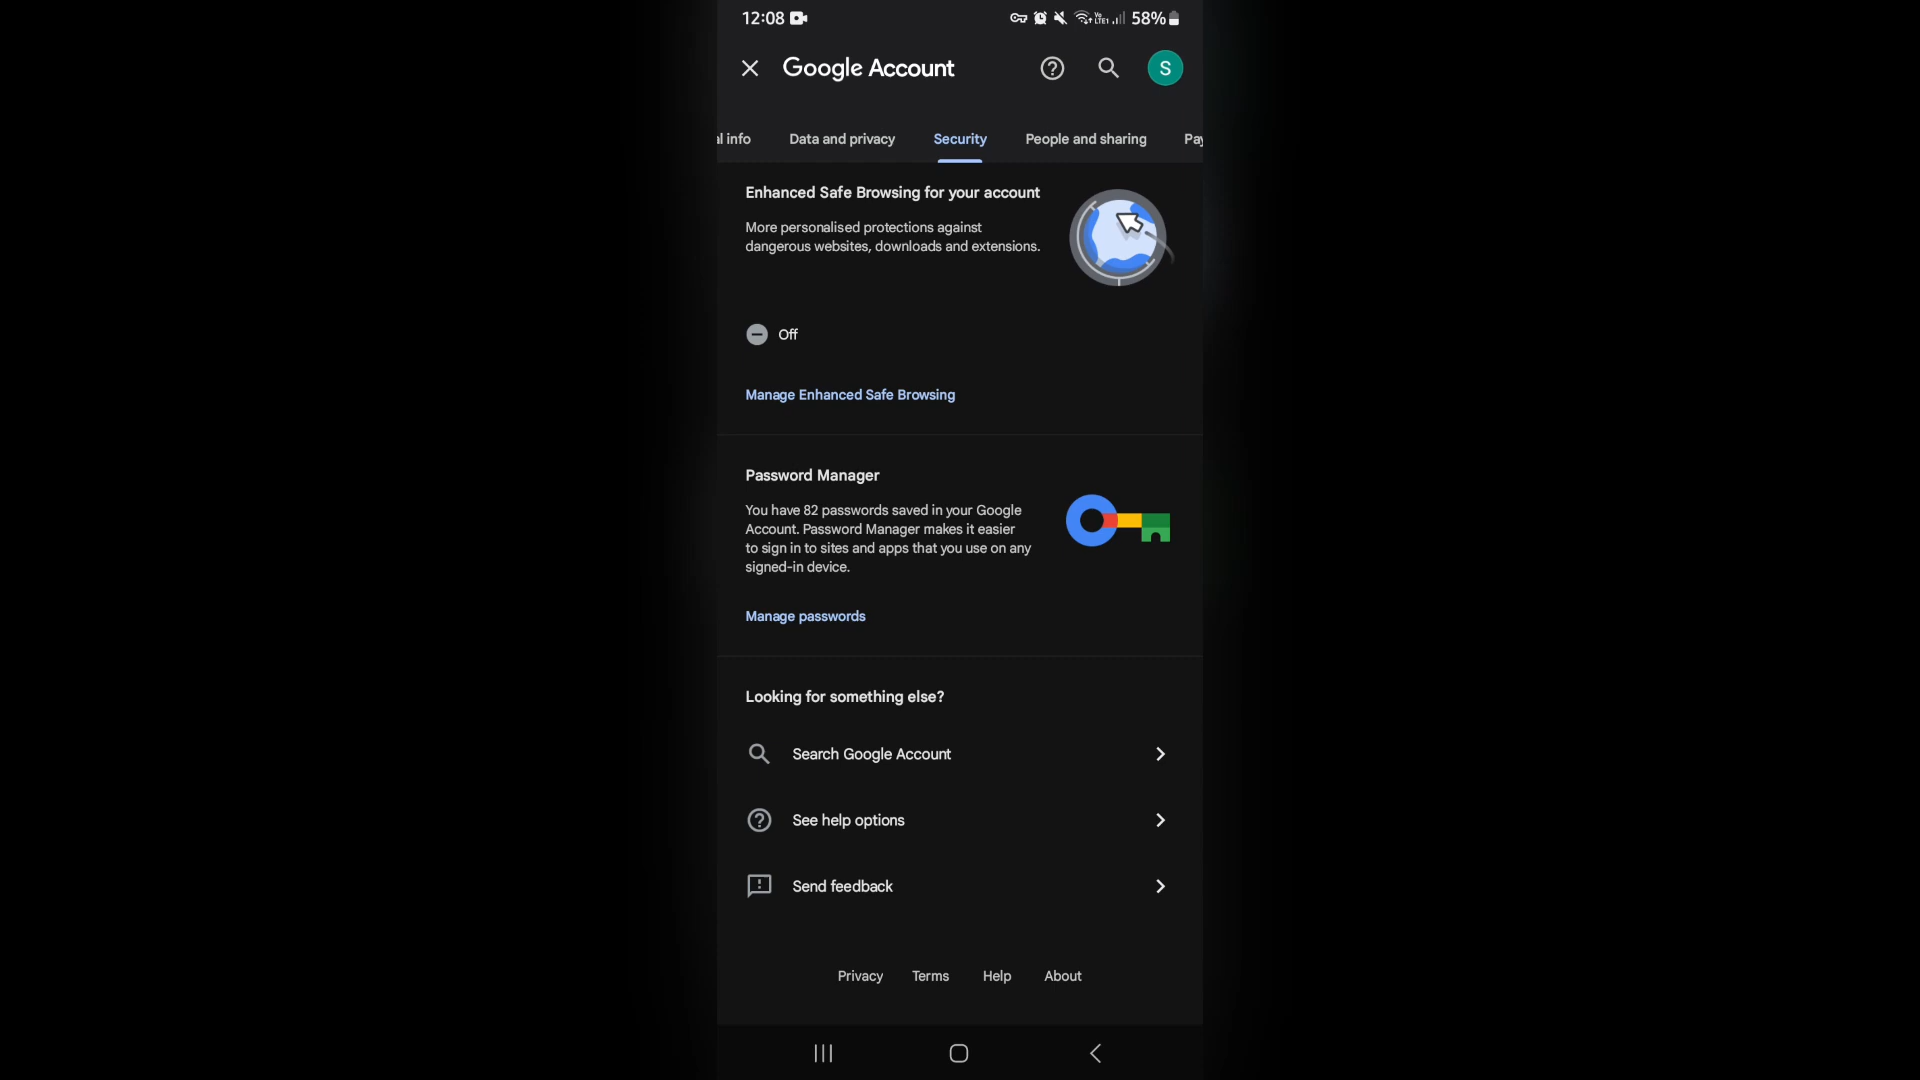 12:08
Vo
LTE1
58%
Google Account
S
al info
Data and privacy
Security
People and sharing
Pay
Enhanced Safe Browsing for your account
More personalised protections against
dangerous websites, downloads and extensions.
Off
Manage Enhanced Safe Browsing
Password Manager
You have 82 passwords saved in your Google
Account. Password Manager makes it easier
to sign in to sites and apps that you use on any
signed-in device.
Manage passwords
Looking for something else?
Search Google Account
See help options
Send feedback
Privacy
Terms
Help
About